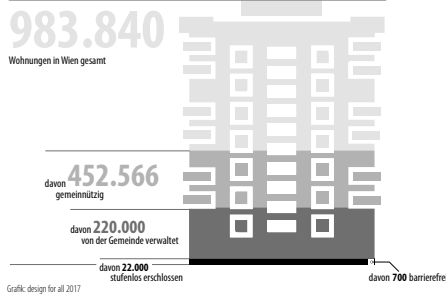 983.840
Wohnungen in Wien gesamt
davon 452.566
gemeinnützig
davon 220.000
von der Gemeinde verwaltet
davon 22.000
stufenlos erschlossen
davon 700 barrierefrei
Grafik: design for all 2017